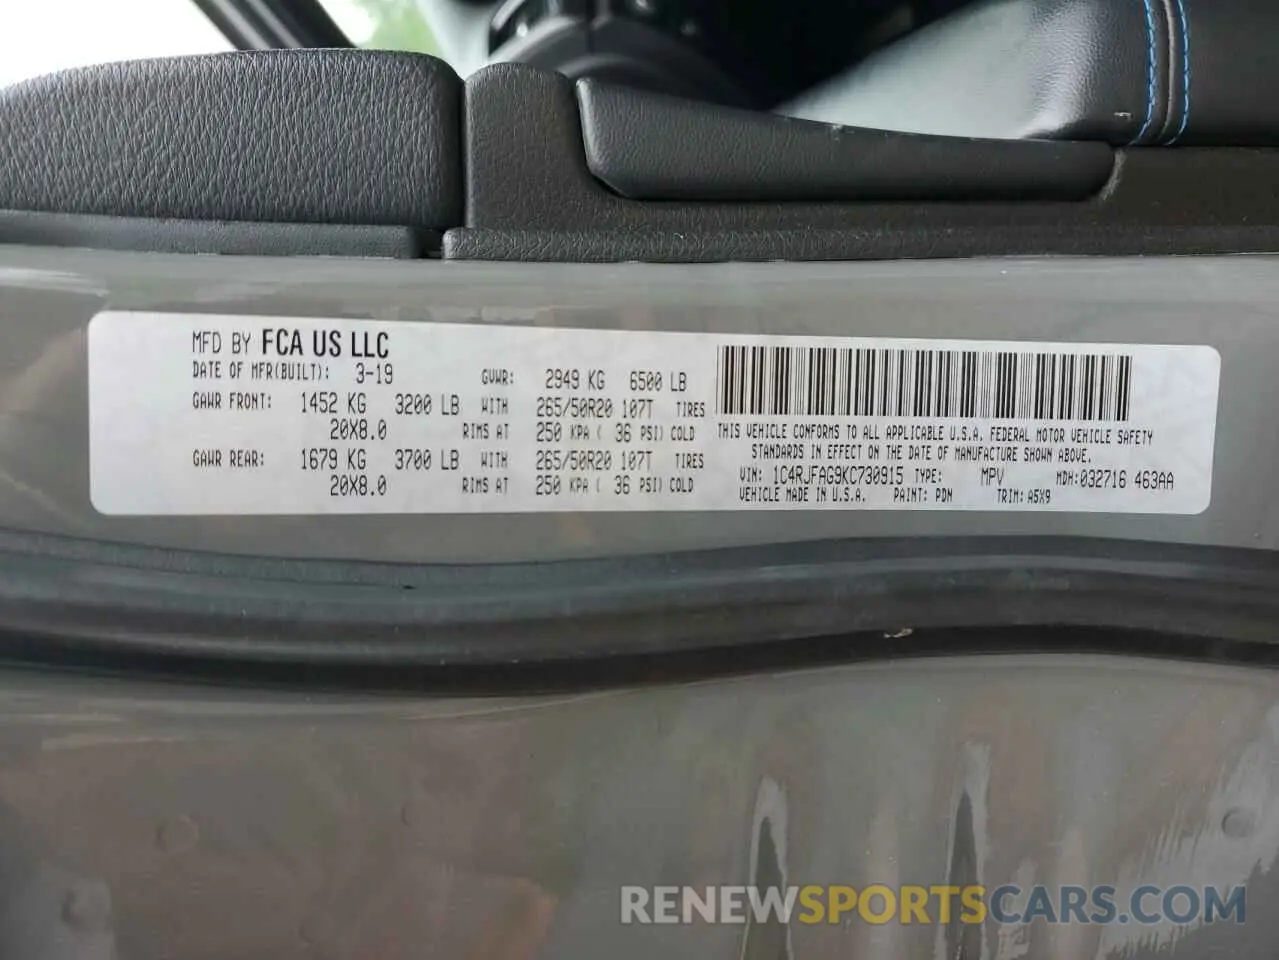 MFD BY FCA US LLC
DATE OF MFR(BUILT): 3-19 GVWR: 2949 KG 6500 LB
GAWR FRONT: 1452 KG 3200 LB WITH 265/50R20 107T TIRES
20X8.0 RIMS AT 250 KPA ( 36 PSI) COLD
GAWR REAR: 1679 KG 3700 LB WITH 265/50R20 107T TIRES
20X8.0 RIMS AT 250 KPA ( 36 PSI) COLD
THIS VEHICLE CONFORMS TO ALL APPLICABLE U.S.A. FEDERAL MOTOR VEHICLE SAFETY
STANDARDS IN EFFECT ON THE DATE OF MANUFACTURE SHOWN ABOVE.
VIN: 1C4RJFAG9KC730915 TYPE: MPV MDH:032716 463AA
VEHICLE MADE IN U.S.A. PAINT: PDN TRIM: A5X9
RENEWSPORTSCARS.COM